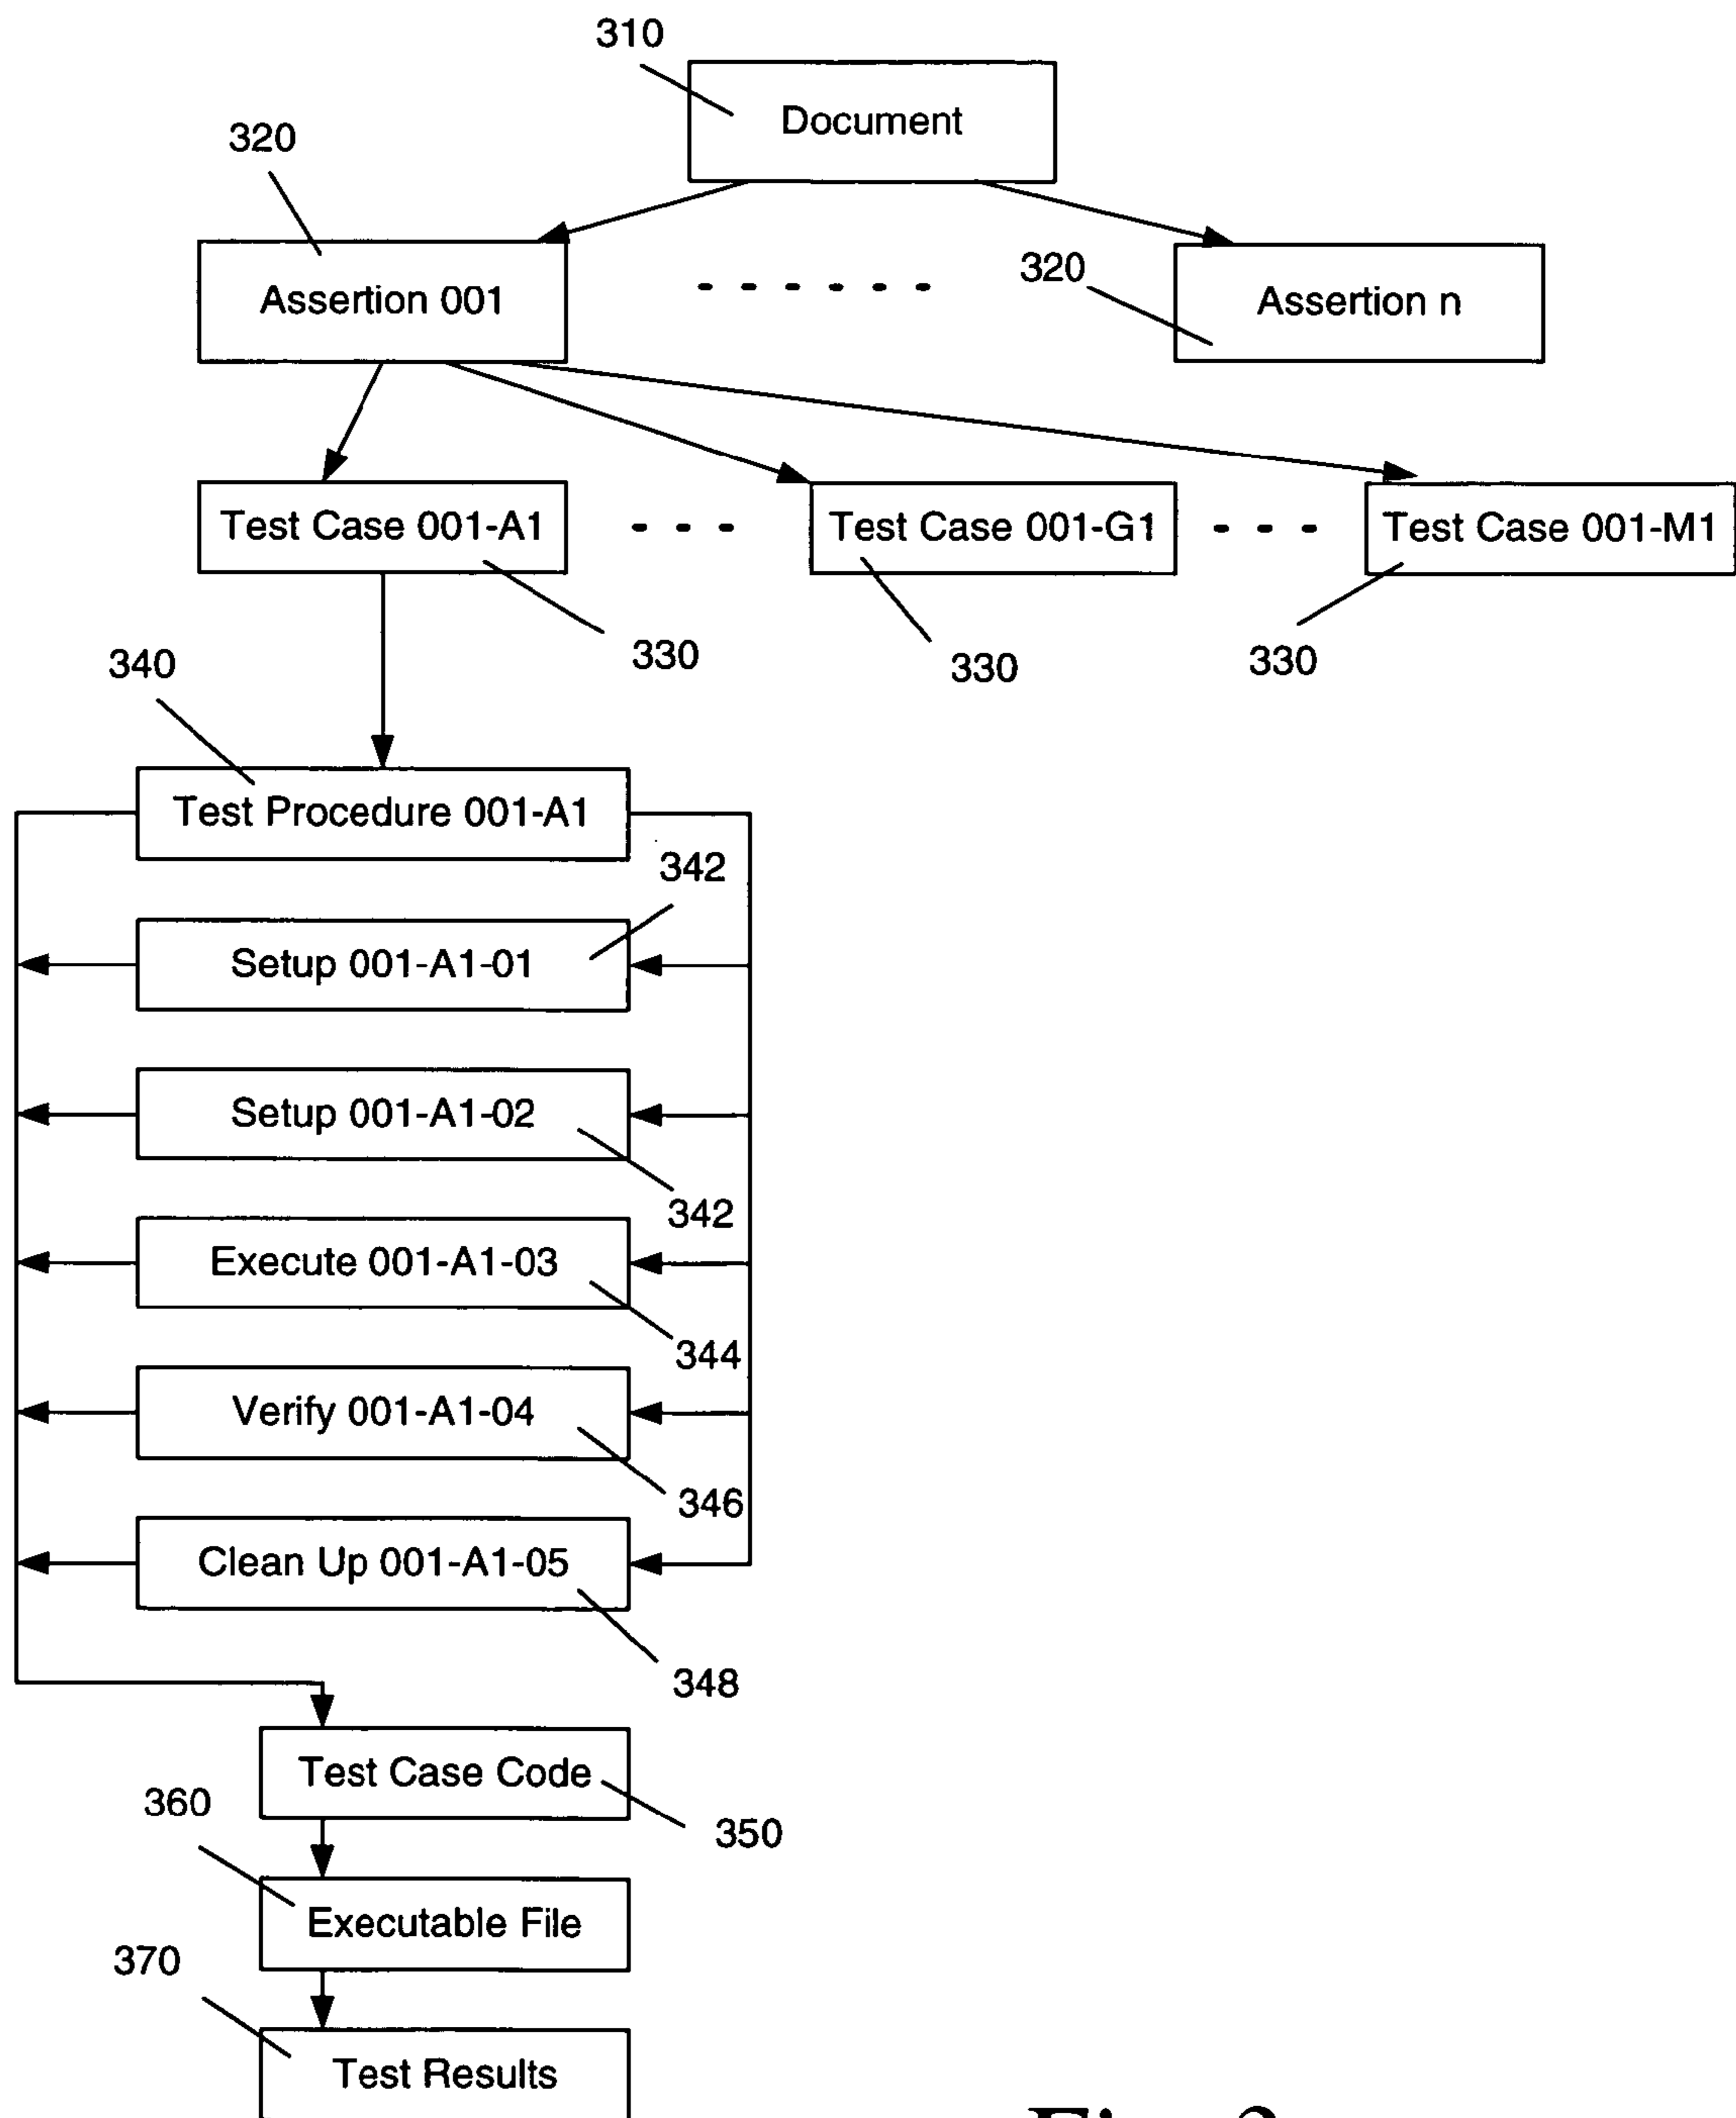 310
Document
320
Assertion 001
320
Assertion n
Test Case 001-A1
Test Case 001-G1
Test Case 001-M1
330
330
330
340
Test Procedure 001-A1
342
Setup 001-A1-01
Setup 001-A1-02
342
Execute 001-A1-03
344
Verify 001-A1-04
346
Clean Up 001-A1-05
348
Test Case Code
360
350
Executable File
370
Test Results